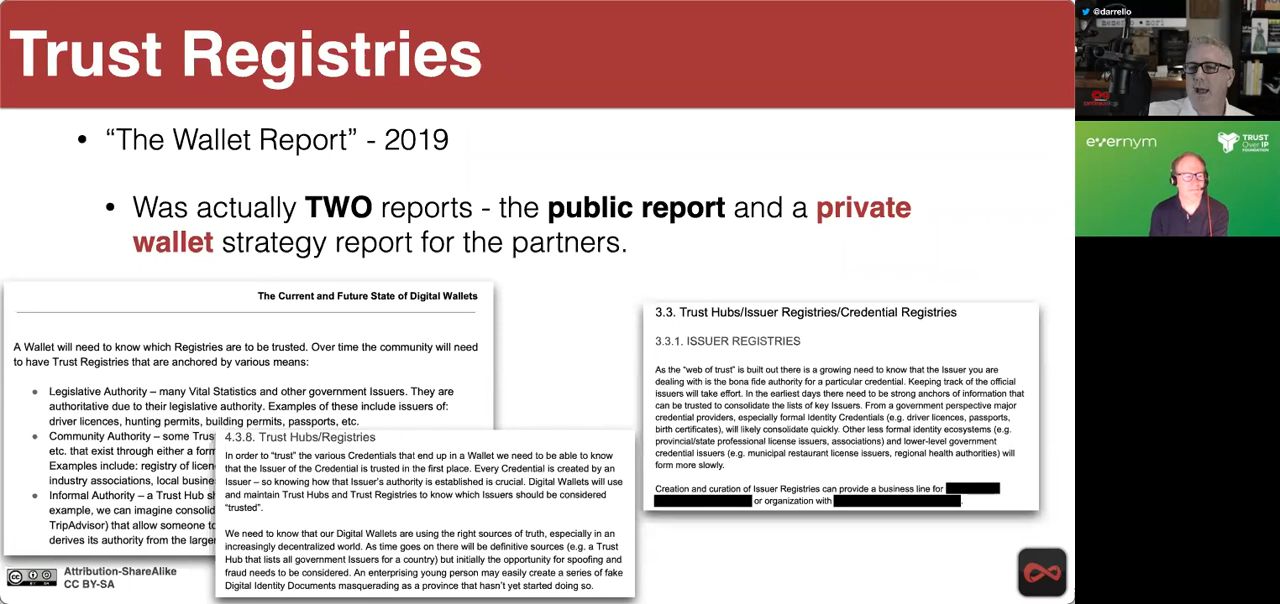 Trust Registries
• “The Wallet Report” - 2019
• Was actually TWO reports - the public report and a private
wallet strategy report for the partners.
The Current and Future State of Digital Wallets
A Wallet will need to know which Registries are to be trusted. Over time the community will need
to have Trust Registries that are anchored by various means:
• Legislative Authority – many Vital Statistics and other government Issuers. They are
authoritative due to their legislative authority. Examples of these include issuers of:
driver licences, hunting permits, building permits, passports, etc.
• Community Authority – some Trus
etc. that exist through either a form
Examples include: registry of licen
industry associations, local busine
• Informal Authority – a Trust Hub sh
example, we can imagine consolid
TripAdvisor) that allow someone to
derives its authority from the large
4.3.8. Trust Hubs/Registries
In order to “trust” the various Credentials that end up in a Wallet we need to be able to know
that the Issuer of the Credential is trusted in the first place. Every Credential is created by an
Issuer – so knowing how that Issuer’s authority is established is crucial. Digital Wallets will use
and maintain Trust Hubs and Trust Registries to know which Issuers should be considered
“trusted”.
We need to know that our Digital Wallets are using the right sources of truth, especially in an
increasingly decentralized world. As time goes on there will be definitive sources (e.g. a Trust
Hub that lists all government Issuers for a country) but initially the opportunity for spoofing and
fraud needs to be considered. An enterprising young person may easily create a series of fake
Digital Identity Documents masquerading as a province that hasn’t yet started doing so.
3.3. Trust Hubs/Issuer Registries/Credential Registries
3.3.1. ISSUER REGISTRIES
As the “web of trust” is built out there is a growing need to know that the Issuer you are
dealing with is the bona fide authority for a particular credential. Keeping track of the official
issuers will take effort. In the earliest days there need to be strong anchors of information that
can be trusted to consolidate the lists of key Issuers. From a government perspective major
credential providers, especially formal Identity Credentials (e.g. driver licences, passports,
birth certificates), will likely consolidate quickly. Other less formal identity ecosystems (e.g.
provincial/state professional license issuers, associations) and lower-level government
credential issuers (e.g. municipal restaurant license issuers, regional health authorities) will
form more slowly.
Creation and curation of Issuer Registries can provide a business line for
or organization with .
Attribution-ShareAlike
CC BY-SA
@darrello
evernym
TRUST
Over IP
FOUNDATION